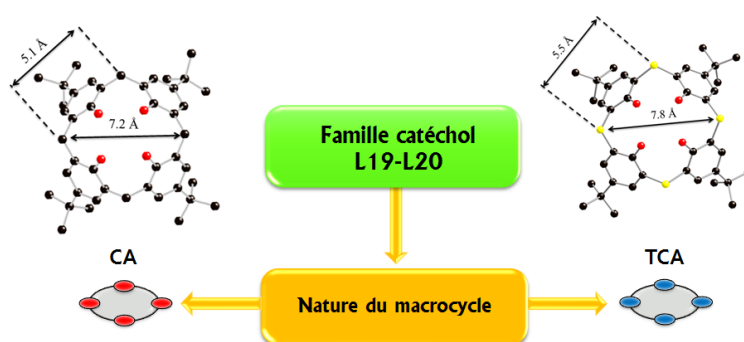 5.1 Å
7.2 Å
5.5 Å
7.8 Å
Famille catéchol
L19-L20
CA
TCA
Nature du macrocycle